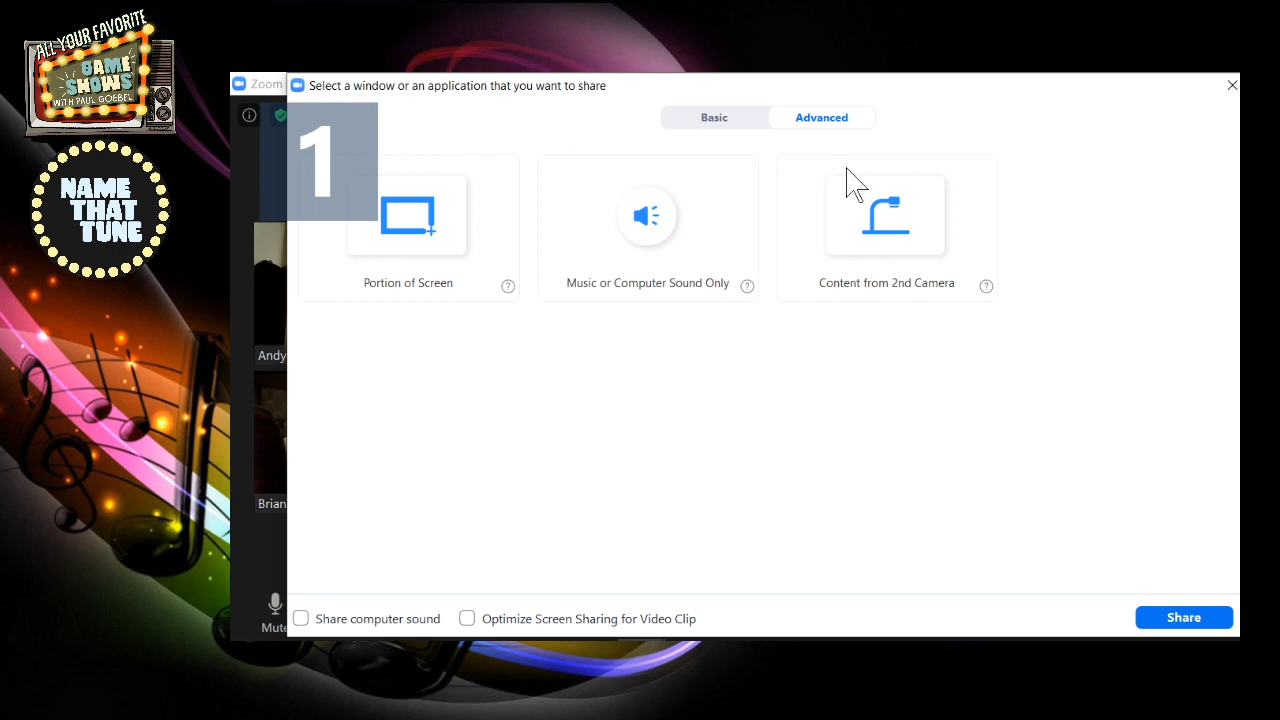 ALL YOUR FAVORITE
GAME
SHOWS
WITH PAUL GOEBEL
NAME
THAT
TUNE
Zoom
Select a window or an application that you want to share
Basic
Advanced
1
Portion of Screen
?
Music or Computer Sound Only
?
Content from 2nd Camera
?
Andy
Brian
Mute
Share computer sound
Optimize Screen Sharing for Video Clip
Share